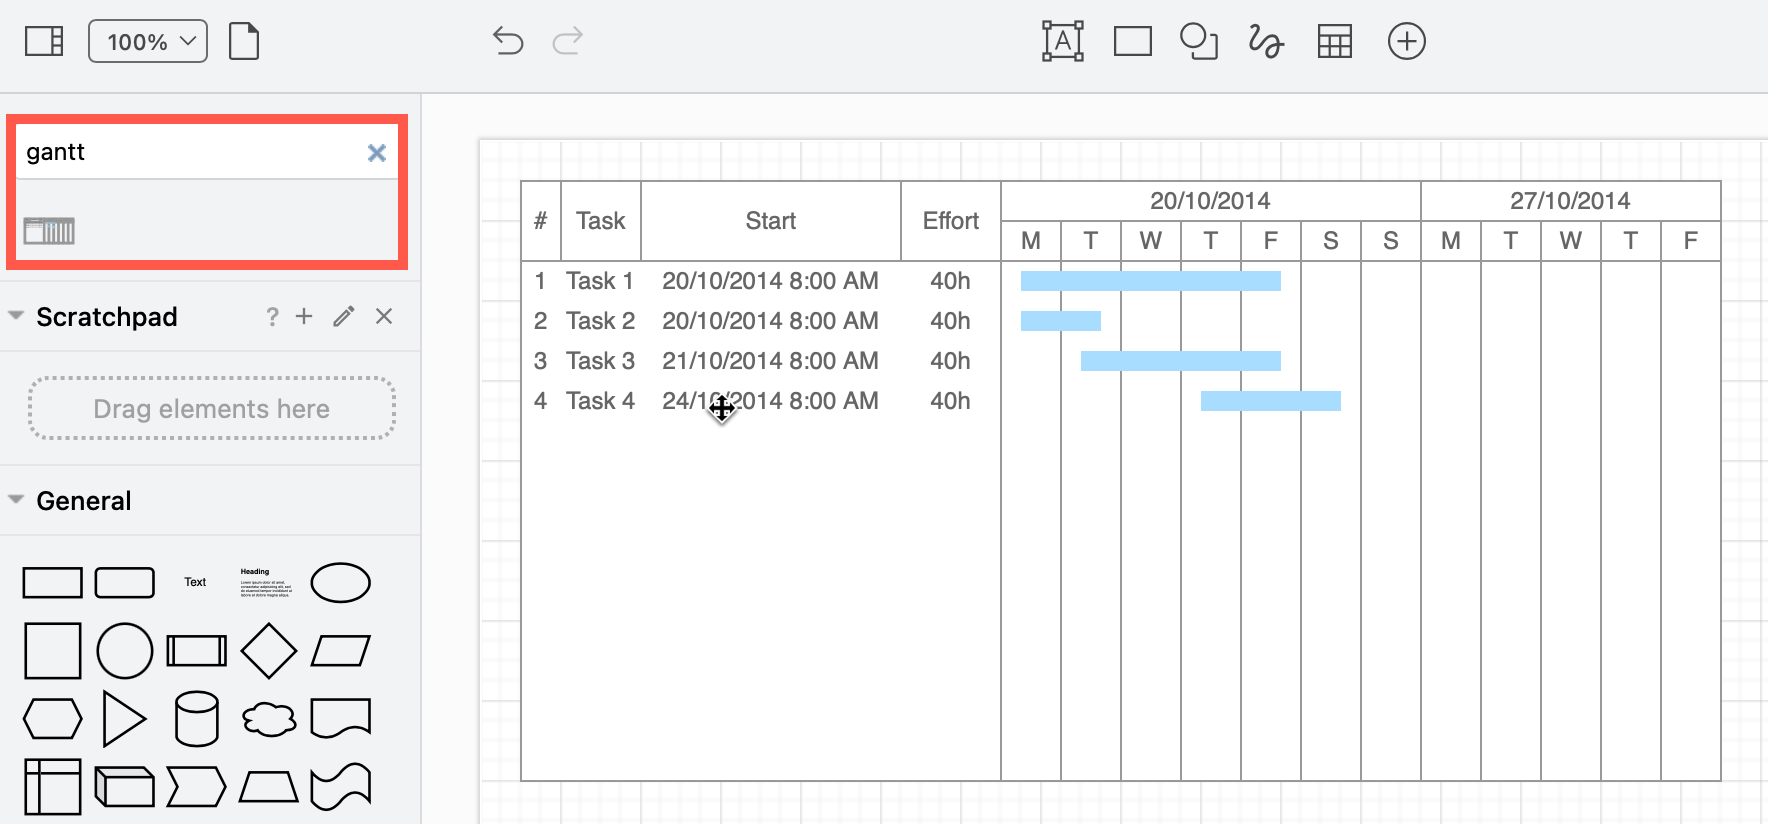 100%
A
gantt
Scratchpad
?
Drag elements here
General
Text
Heading
# Task Start Effort 20/10/2014 27/10/2014
M T W T F S S M T W T F
1 Task 1 20/10/2014 8:00 AM 40h
2 Task 2 20/10/2014 8:00 AM 40h
3 Task 3 21/10/2014 8:00 AM 40h
4 Task 4 24/10/2014 8:00 AM 40h